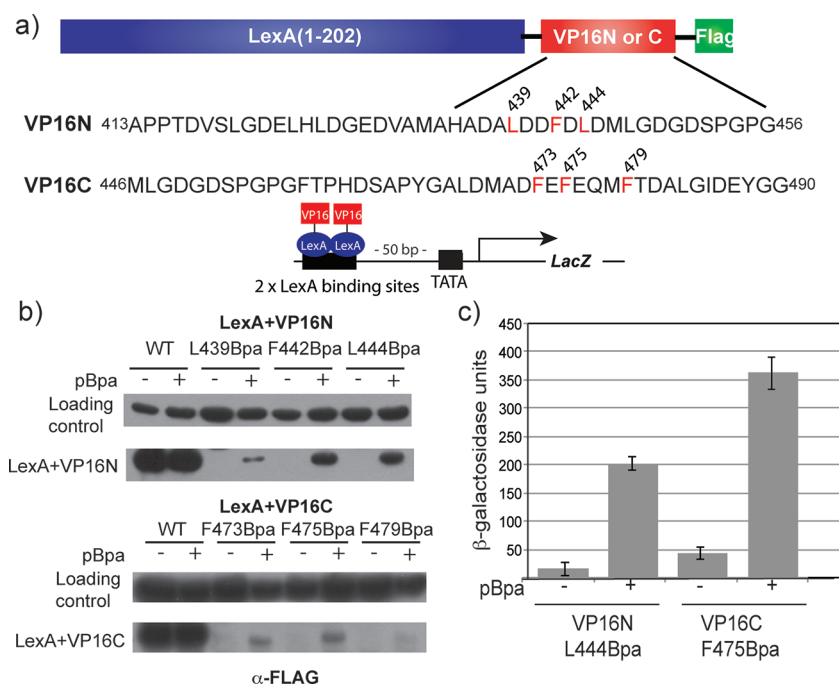 a)
LexA(1-202) VP16N or C Flag
439 442 444
VP16N 413APPTDVSLGDELHLDGEDVAMAHADALDDFDLDMLGDGDSPGPG456
473 475 479
VP16C 446MLGDGDSPGPGFTPHDSAPYGALDMADFEFEQMFTDALGIDEYGG490
VP16 VP16
LexA LexA
- 50 bp -
LacZ
2 x LexA binding sites TATA
b)
LexA+VP16N
WT L439Bpa F442Bpa L444Bpa
pBpa - + - + - + - +
Loading
control
LexA+VP16N
LexA+VP16C
WT F473Bpa F475Bpa F479Bpa
pBpa - + - + - + - +
Loading
control
LexA+VP16C
α-FLAG
c)
β-galactosidase units
450
400
350
300
250
200
150
100
50
pBpa - + - +
VP16N VP16C
L444Bpa F475Bpa